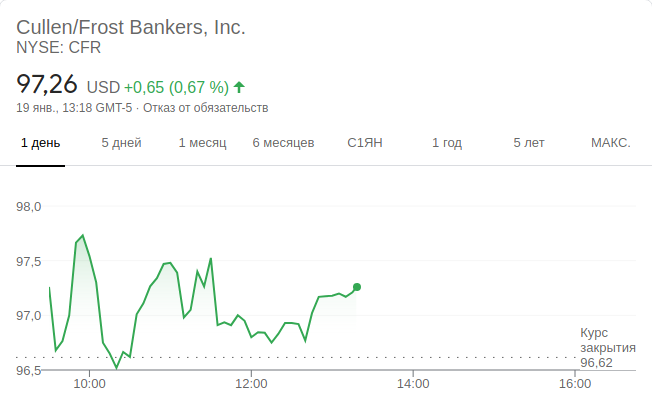 Cullen/Frost Bankers, Inc.
NYSE: CFR
97,26 USD +0,65 (0,67 %)
19 янв., 13:18 GMT-5 · Отказ от обязательств
1 день 5 дней 1 месяц 6 месяцев С1ЯН 1 год 5 лет МАКС.
98,0
97,5
97,0
Курс
закрытия
96,62
96,5
10:00 12:00 14:00 16:00